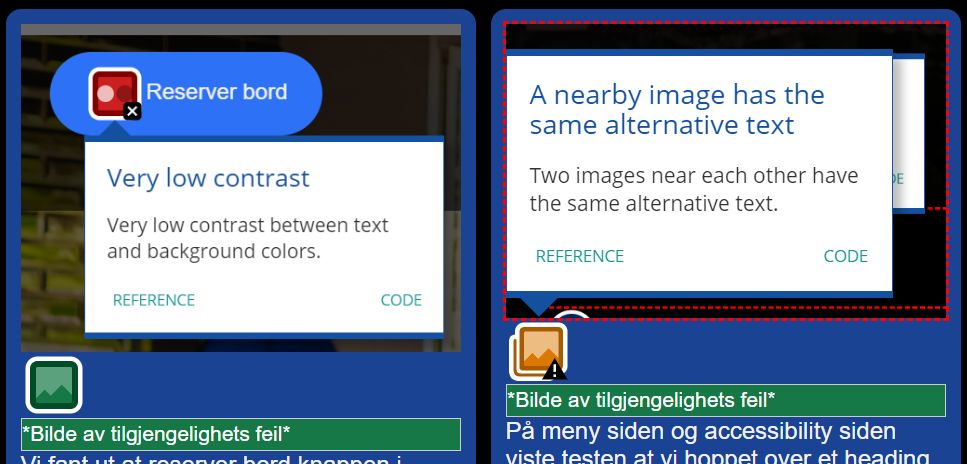 Reserver bord
Very low contrast
Very low contrast between text
and background colors.
REFERENCE CODE
*Bilde av tilgjengelighets feil*
Vi fant ut at reserver bord knappen i
A nearby image has the
same alternative text
Two images near each other have
the same alternative text.
REFERENCE CODE
*Bilde av tilgjengelighets feil*
På meny siden og accessibility siden
viste testen at vi hoppet over et heading